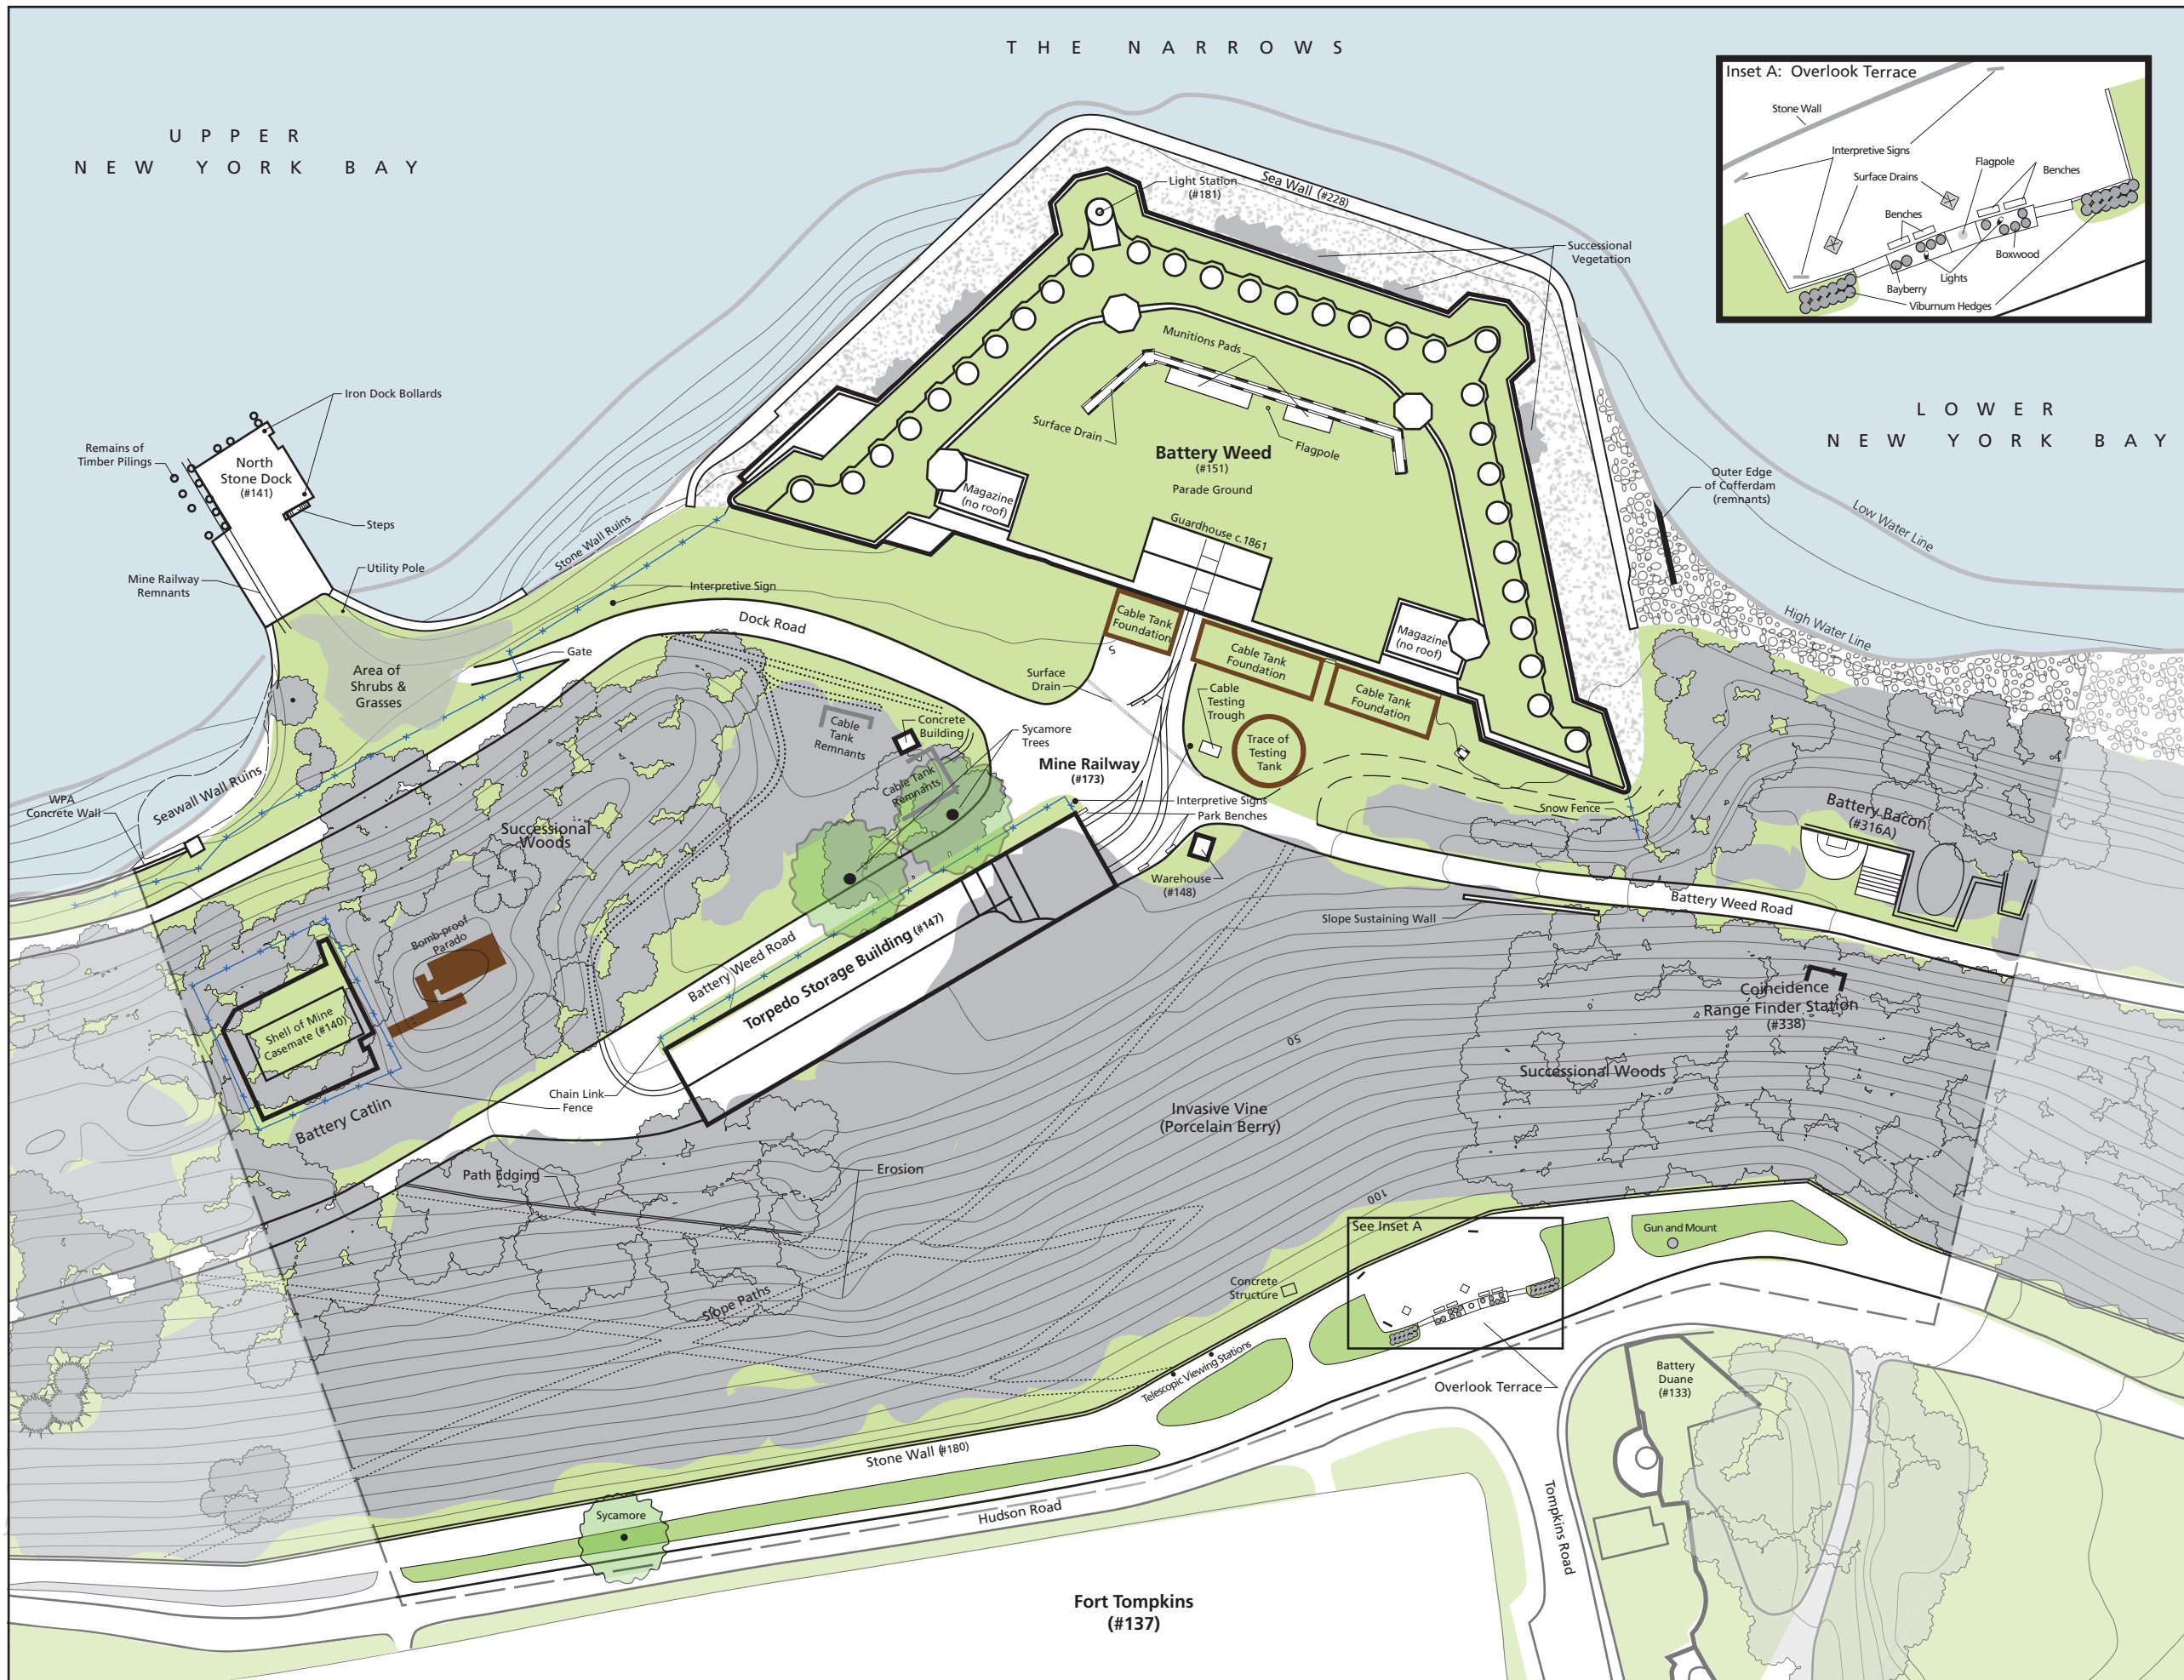 THE NARROWS
UPPER
NEW YORK BAY
Inset A: Overlook Terrace
Stone Wall
Interpretive Signs
Surface Drains
Flagpole
Benches
Benches
Boxwood
Lights
Bayberry
Viburnum Hedges
Light Station
(#181)
Sea Wall (#228)
Successional
Vegetation
LOWER
NEW YORK BAY
Iron Dock Bollards
Remains of
Timber Pilings
North
Stone Dock
(#141)
Steps
Mine Railway
Remnants
Utility Pole
Stone Wall Ruins
Interpretive Sign
Munitions Pads
Surface Drain
Flagpole
Battery Weed
(#151)
Parade Ground
Magazine
(no roof)
Guardhouse c.1861
Magazine
(no roof)
Outer Edge
of Cofferdam
(remnants)
Low Water Line
High Water Line
Dock Road
Gate
Area of
Shrubs &
Grasses
Cable Tank
Foundation
Cable Tank
Foundation
Cable Tank
Foundation
5
Surface
Drain
Cable
Testing
Trough
Trace of
Testing
Tank
Cable
Tank
Remnants
Concrete
Building
Sycamore
Trees
Cable Tank
Remnants
Mine Railway
(#173)
Interpretive Signs
Park Benches
Snow Fence
Battery Bacon
(#316A)
WPA
Concrete Wall
Seawall Wall Ruins
Successional
Woods
Warehouse
(#148)
Slope Sustaining Wall
Battery Weed Road
Bomb-proof
Parado
Battery Weed Road
Torpedo Storage Building (#147)
Shell of Mine
Casemate (#140)
Coincidence
Range Finder Station
(#338)
50
Successional Woods
Chain Link
Fence
Battery Catlin
Invasive Vine
(Porcelain Berry)
Path Edging
Erosion
100
See Inset A
Gun and Mount
Concrete
Structure
Slope Paths
Telescopic Viewing Stations
Overlook Terrace
Battery
Duane
(#133)
Stone Wall (#180)
Hudson Road
Sycamore
Tompkins Road
Fort Tompkins
(#137)